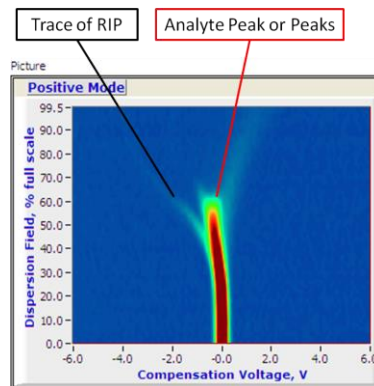 Trace of RIP
Analyte Peak or Peaks
Picture
Positive Mode
Dispersion Field, % full scale
99.5
90.0
80.0
70.0
60.0
50.0
40.0
30.0
20.0
10.0
0.0
-6.0 -4.0 -2.0 -0.0 2.0 4.0 6.0
Compensation Voltage, V